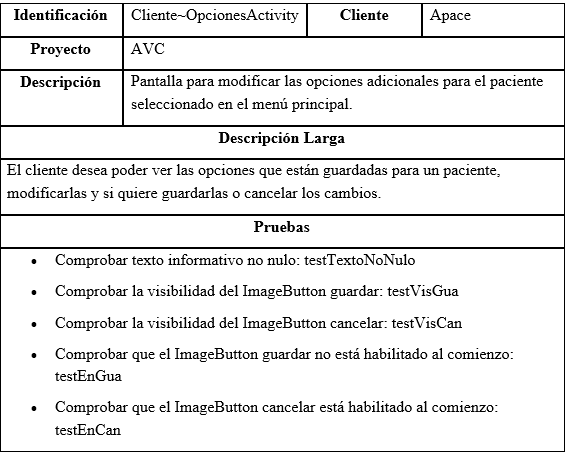 Identificación Cliente~OpcionesActivity Cliente Apace
Proyecto AVC
Descripción Pantalla para modificar las opciones adicionales para el paciente
seleccionado en el menú principal.
Descripción Larga
El cliente desea poder ver las opciones que están guardadas para un paciente,
modificarlas y si quiere guardarlas o cancelar los cambios.
Pruebas
• Comprobar texto informativo no nulo: testTextoNoNulo
• Comprobar la visibilidad del ImageButton guardar: testVisGua
• Comprobar la visibilidad del ImageButton cancelar: testVisCan
• Comprobar que el ImageButton guardar no está habilitado al comienzo:
testEnGua
• Comprobar que el ImageButton cancelar está habilitado al comienzo:
testEnCan